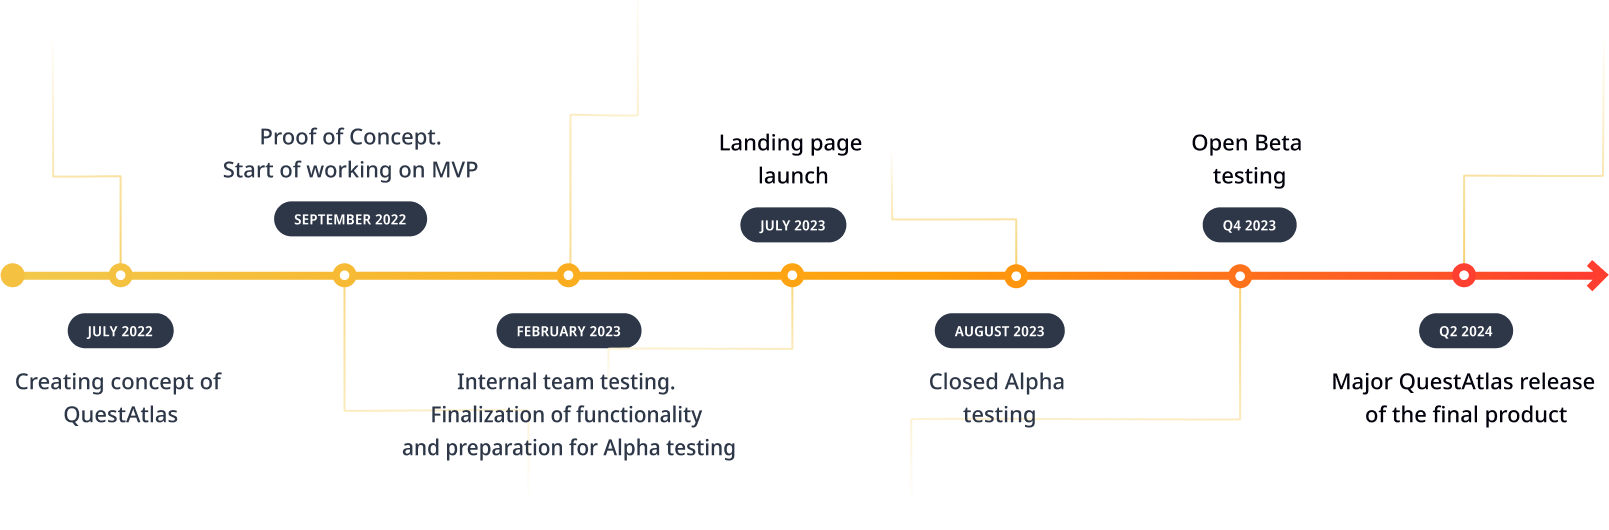 JULY 2022
Creating concept of
QuestAtlas
Proof of Concept.
Start of working on MVP
SEPTEMBER 2022
FEBRUARY 2023
Internal team testing.
Finalization of functionality
and preparation for Alpha testing
Landing page
launch
JULY 2023
AUGUST 2023
Closed Alpha
testing
Open Beta
testing
Q4 2023
Q2 2024
Major QuestAtlas release
of the final product